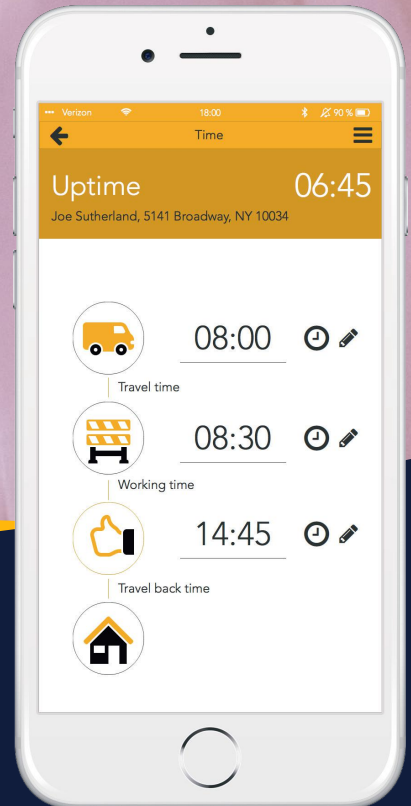 ••• Verizon 18:00 90 %
Time
Uptime 06:45
Joe Sutherland, 5141 Broadway, NY 10034
08:00
Travel time
08:30
Working time
14:45
Travel back time